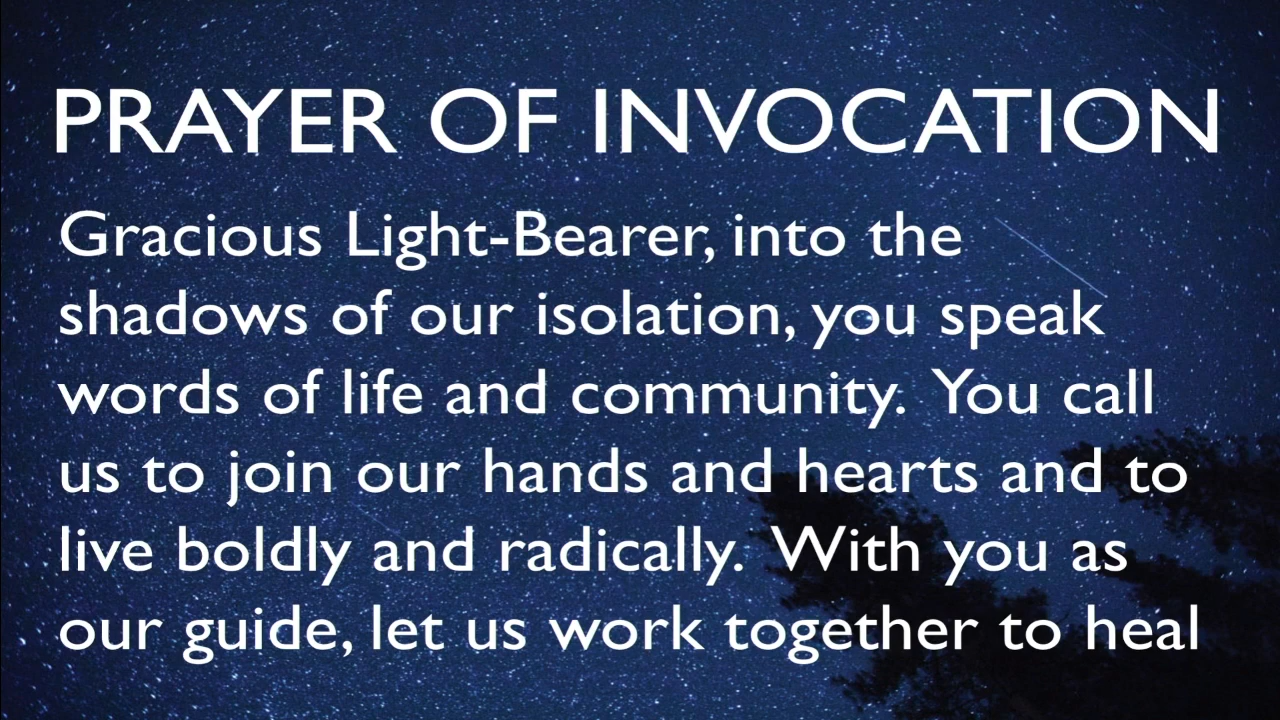 PRAYER OF INVOCATION
Gracious Light-Bearer, into the
shadows of our isolation, you speak
words of life and community.  You call
us to join our hands and hearts and to
live boldly and radically.  With you as
our guide, let us work together to heal